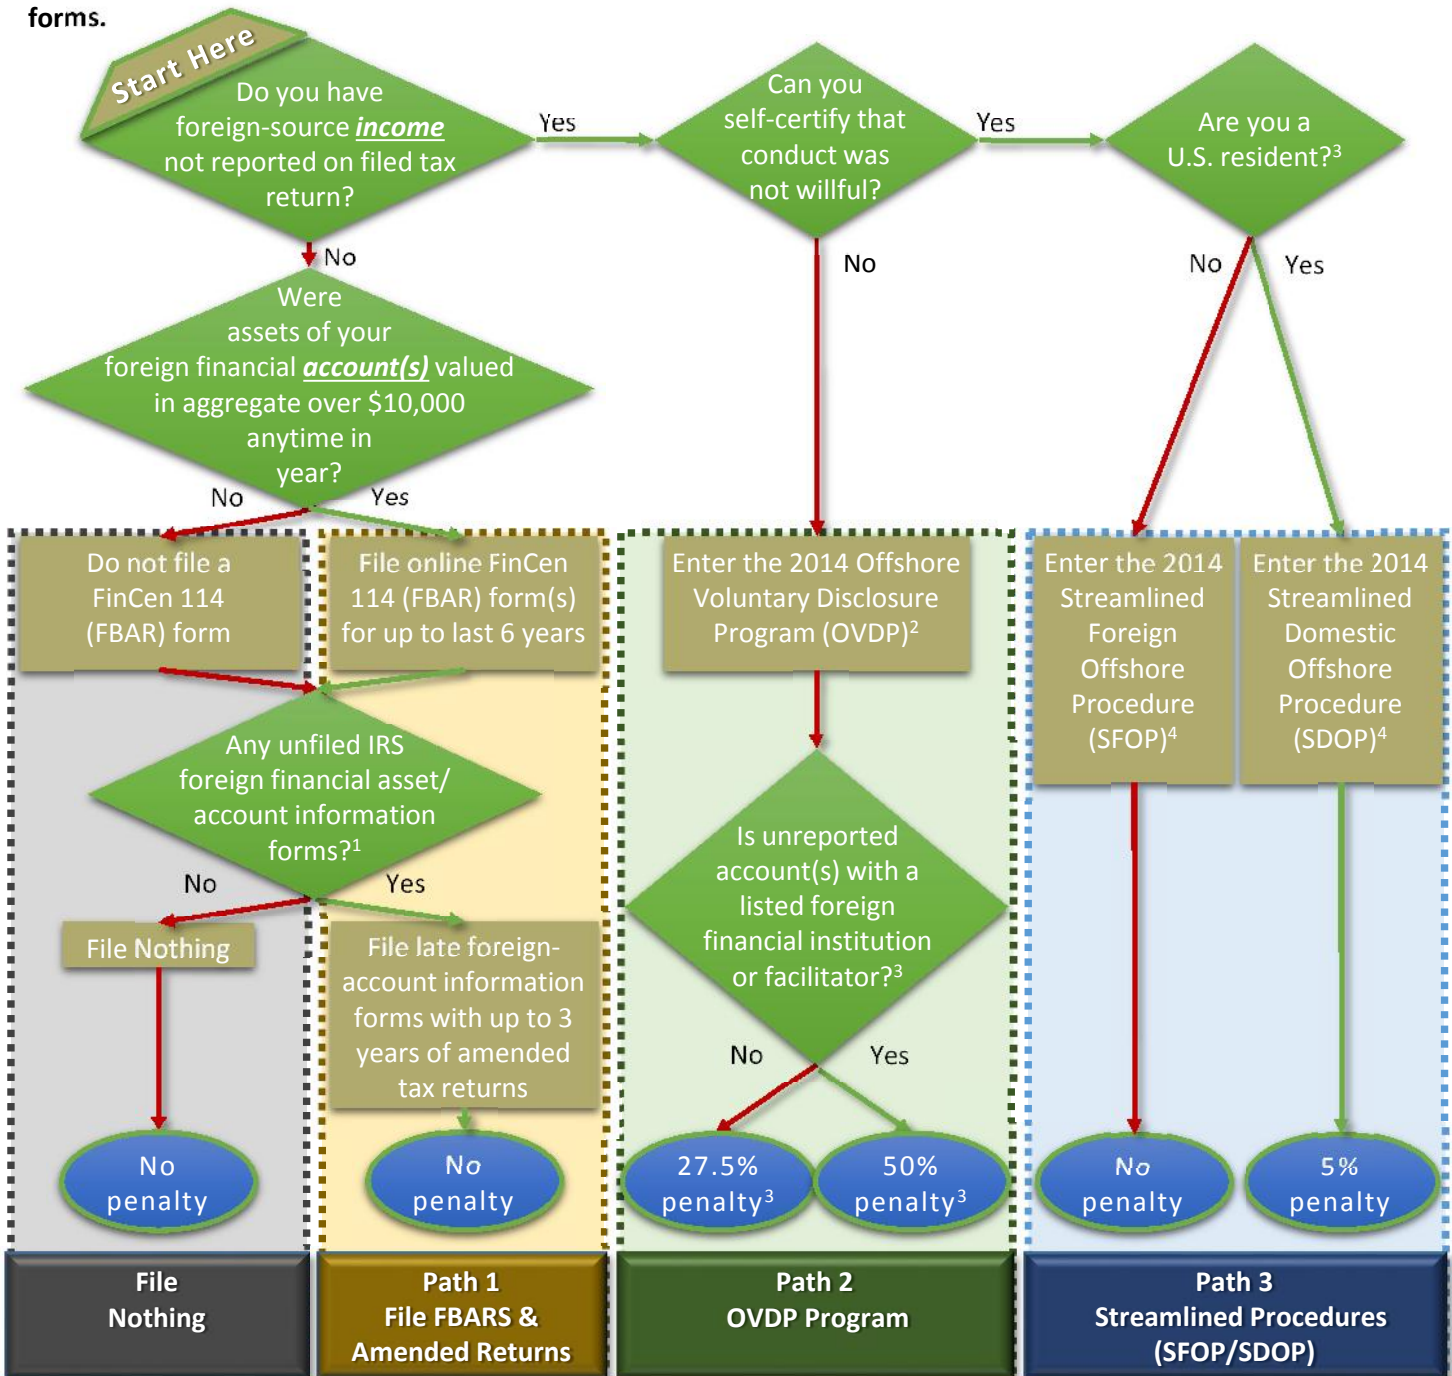 forms.
Start Here
Do you have
foreign-source income
not reported on filed tax
return?
Yes
Can you
self-certify that
conduct was
not willful?
Yes
Are you a
U.S. resident?3
No
No
No
Yes
Were
assets of your
foreign financial account(s) valued
in aggregate over $10,000
anytime in
year?
No
Yes
Do not file a
FinCen 114
(FBAR) form
File online FinCen
114 (FBAR) form(s)
for up to last 6 years
Enter the 2014 Offshore
Voluntary Disclosure
Program (OVDP)2
Enter the 2014
Streamlined
Foreign
Offshore
Procedure
(SFOP)4
Enter the 2014
Streamlined
Domestic
Offshore
Procedure
(SDOP)4
Any unfiled IRS
foreign financial asset/
account information
forms?1
No
Yes
Is unreported
account(s) with a
listed foreign
financial institution
or facilitator?3
File Nothing
File late foreign-
account information
forms with up to 3
years of amended
tax returns
No
Yes
No
penalty
No
penalty
27.5%
penalty3
50%
penalty3
No
penalty
5%
penalty
File
Nothing
Path 1
File FBARS &
Amended Returns
Path 2
OVDP Program
Path 3
Streamlined Procedures
(SFOP/SDOP)